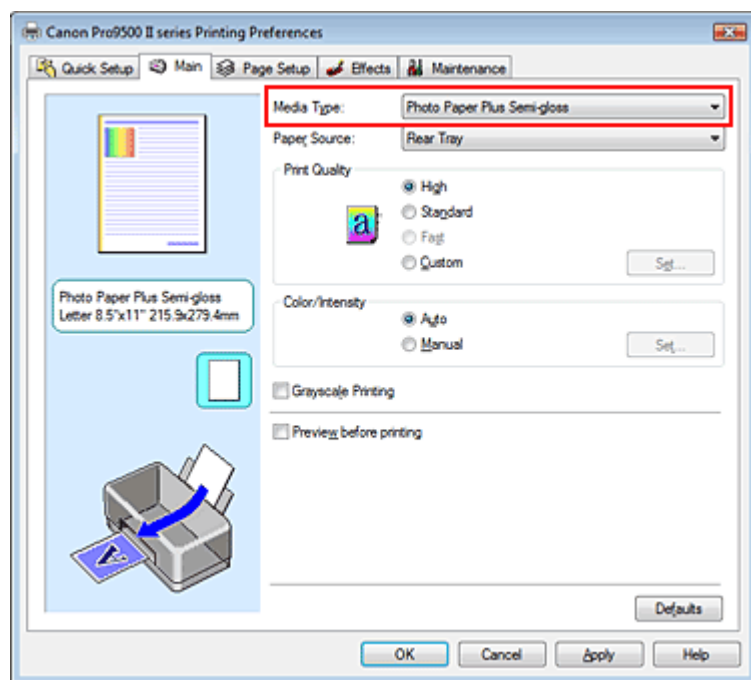 Canon Pro9500 II series Printing Preferences
Quick Setup Main Page Setup Effects Maintenance
Media Type: Photo Paper Plus Semi-gloss
Paper Source: Rear Tray
Print Quality
High
a
Standard
Fast
Custom Set...
Photo Paper Plus Semi-gloss
Letter 8.5"x11" 215.9x279.4mm
Color/Intensity
Auto
Manual Set...
Grayscale Printing
Preview before printing
A
Defaults
OK Cancel Apply Help